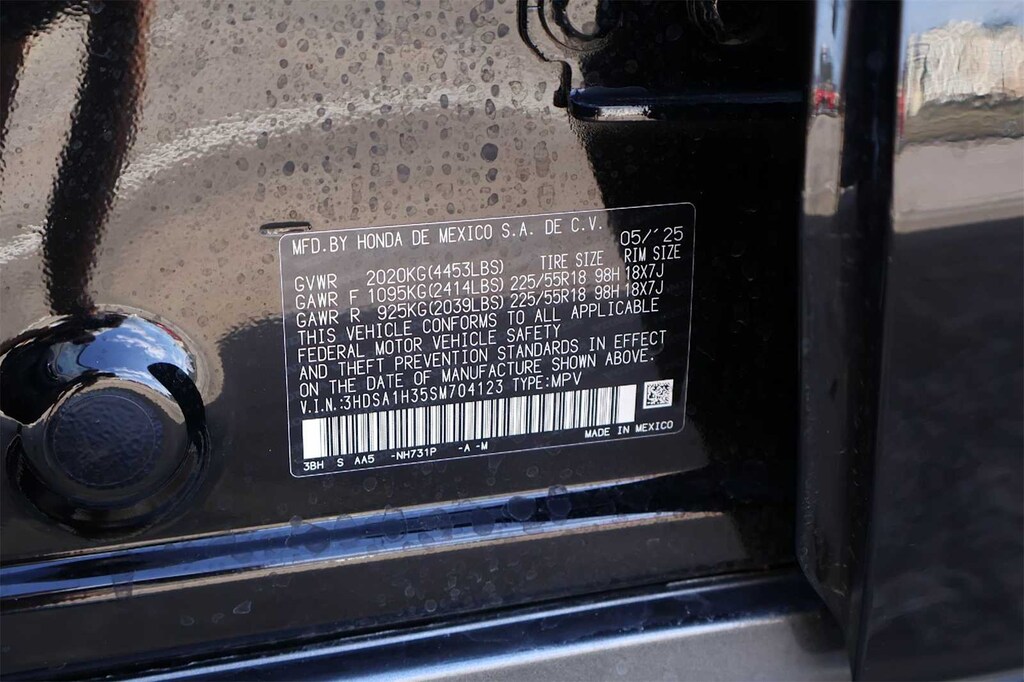 MFD.BY HONDA DE MEXICO S.A. DE C.V. 05/'25
GVWR 2020KG(4453LBS) TIRE SIZE RIM SIZE
GAWR F 1095KG(2414LBS) 225/55R18 98H 18X7J
GAWR R 925KG(2039LBS) 225/55R18 98H 18X7J
THIS VEHICLE CONFORMS TO ALL APPLICABLE
FEDERAL MOTOR VEHICLE SAFETY
AND THEFT PREVENTION STANDARDS IN EFFECT
ON THE DATE OF MANUFACTURE SHOWN ABOVE.
V.I.N.:3HDSA1H35SM704123 TYPE:MPV
MADE IN MEXICO
3BH S AA5 -NH731P -A -M